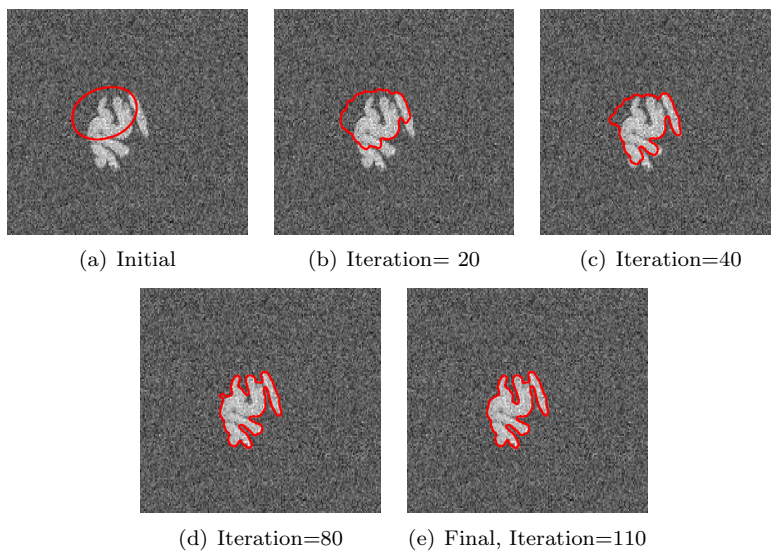 (a) Initial
(b) Iteration= 20
(c) Iteration=40
(d) Iteration=80
(e) Final, Iteration=110